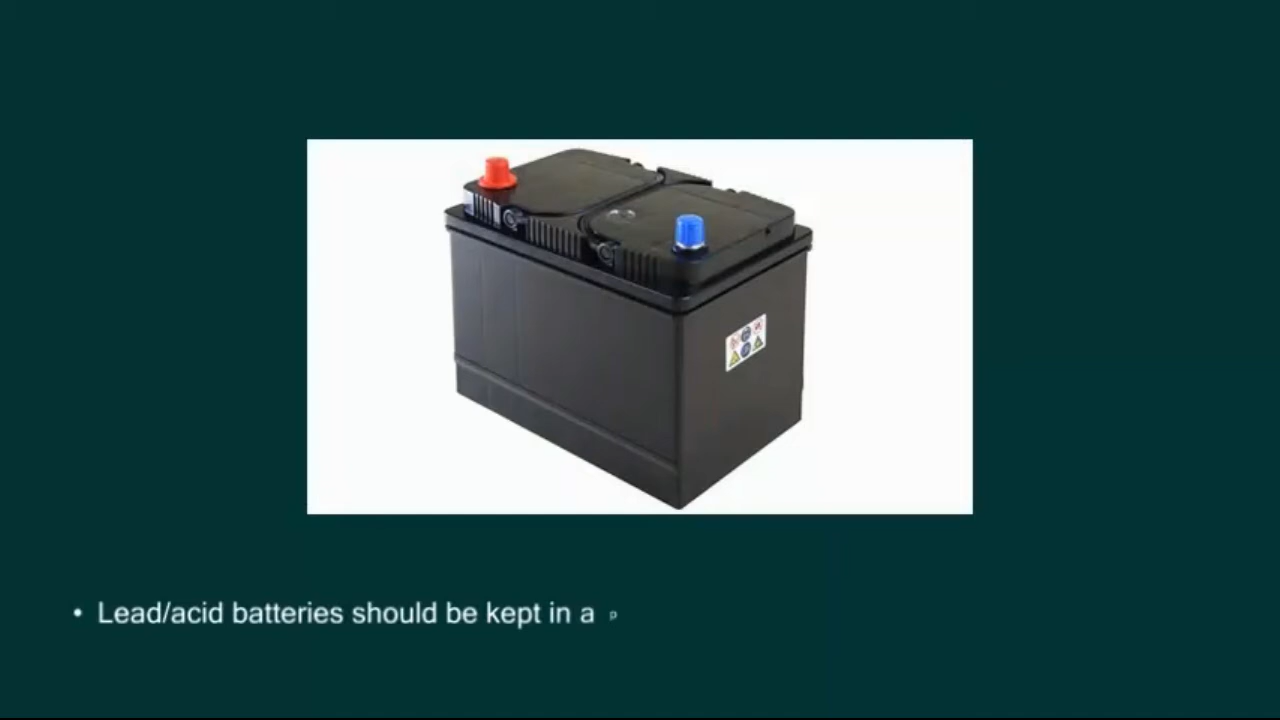 • Lead/acid batteries should be kept in a p